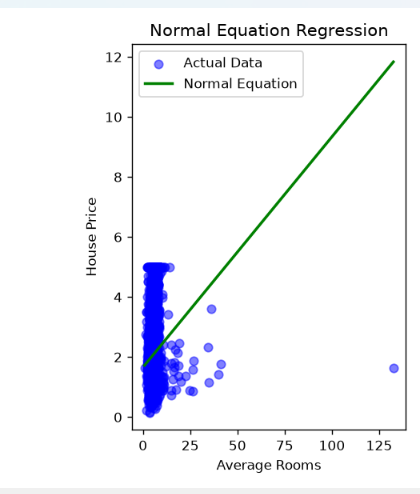 Normal Equation Regression
Actual Data
Normal Equation
12
10
8
6
4
2
0
House Price
0 25 50 75 100 125
Average Rooms